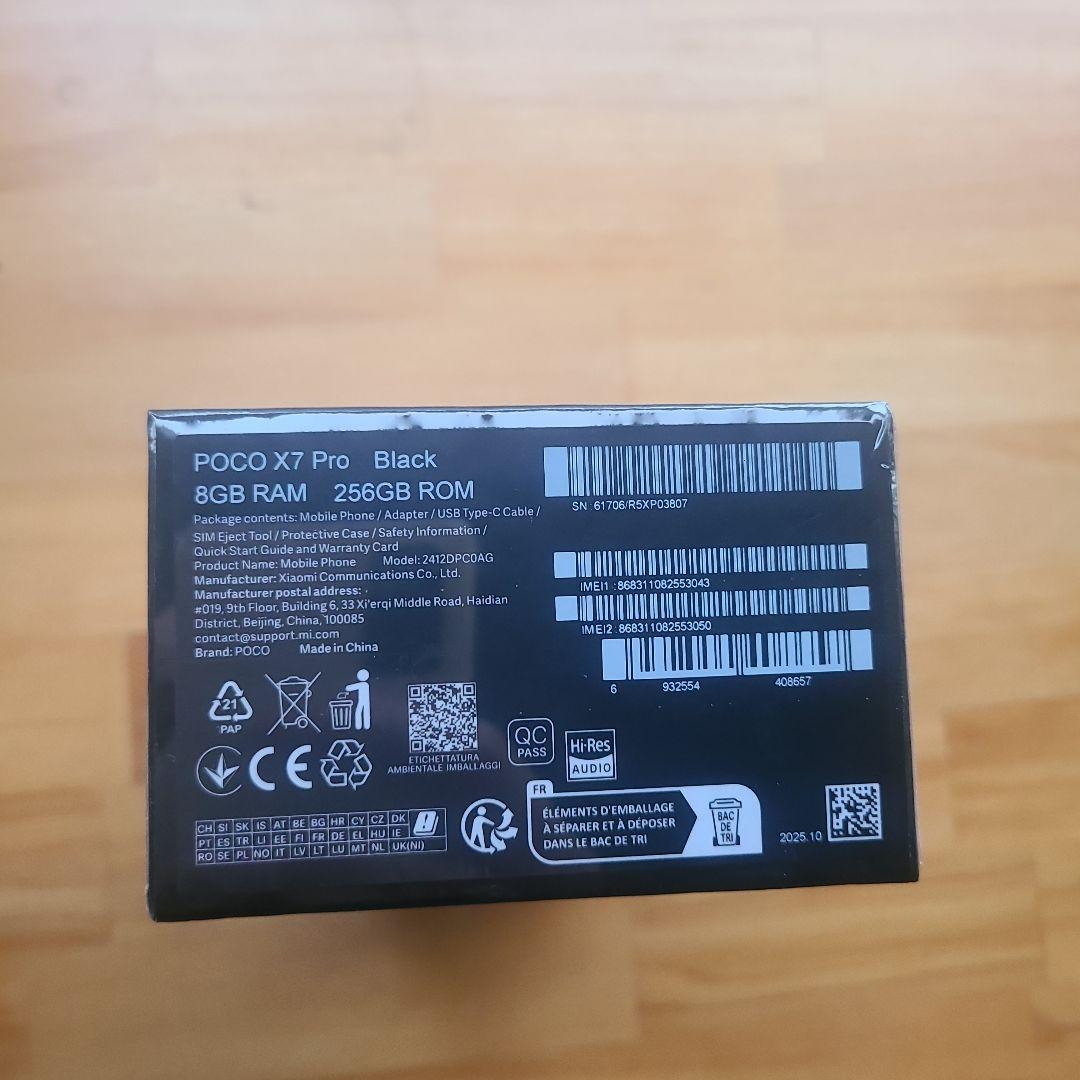 POCO X7 Pro Black
8GB RAM 256GB ROM
Package contents: Mobile Phone / Adapter / USB Type-C Cable /
SIM Eject Tool / Protective Case / Safety Information /
Quick Start Guide and Warranty Card
Product Name: Mobile Phone Model: 2412DPC0AG
Manufacturer: Xiaomi Communications Co., Ltd.
Manufacturer postal address:
#019, 9th Floor, Building 6, 33 Xi'erqi Middle Road, Haidian
District, Beijing, China, 100085
contact@support.mi.com
Brand: POCO Made in China
SN :61706/R5XP03807
IMEI1 :868311082553043
IMEI2 :868311082553050
6 932554 408657
21
PAP
ETICHETTATURA
AMBIENTALE IMBALLAGGI
QC
PASS
Hi-Res
AUDIO
CE
CH SI SK IS AT BE BG HR CY CZ DK
PT ES TR LI EE FI FR DE EL HU IE
RO SE PL NO IT LV LT LU MT NL UK(NI)
FR
ÉLÉMENTS D'EMBALLAGE
À SÉPARER ET À DÉPOSER
DANS LE BAC DE TRI
BAC
DE
TRI
2025.10